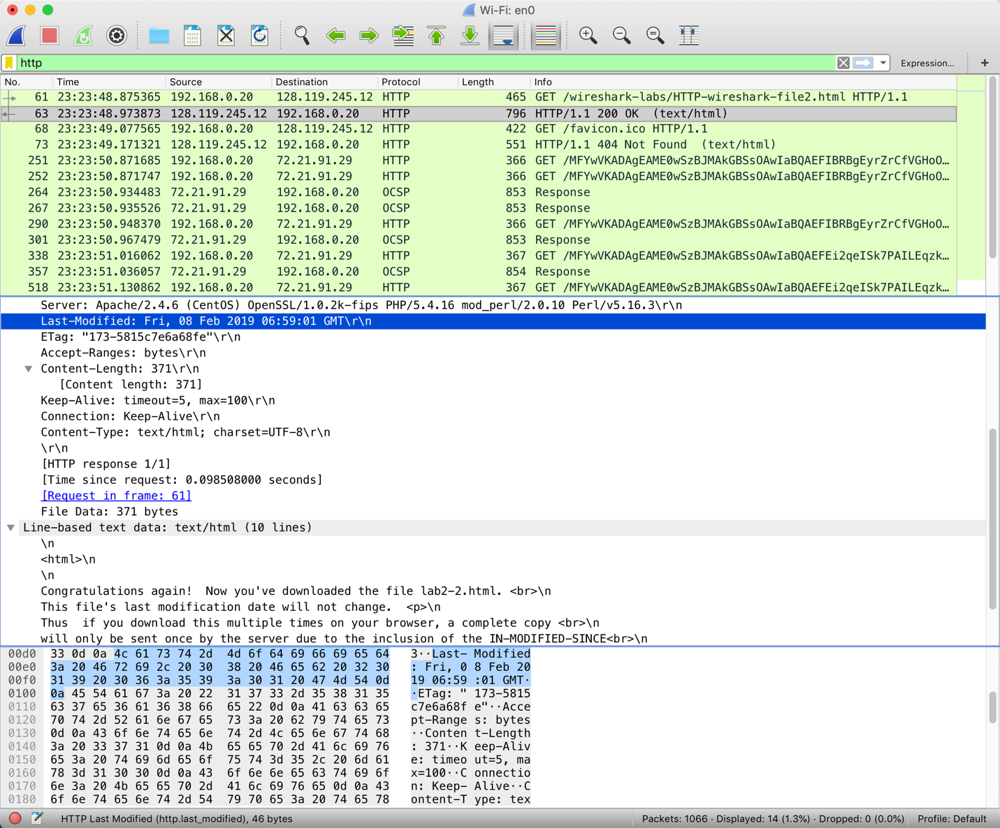 Wi-Fi: en0
http
Expression...
+
No. Time Source Destination Protocol Length Info
61 23:23:48.875365 192.168.0.20 128.119.245.12 HTTP 465 GET /wireshark-labs/HTTP-wireshark-file2.html HTTP/1.1
63 23:23:48.973873 128.119.245.12 192.168.0.20 HTTP 796 HTTP/1.1 200 OK  (text/html)
68 23:23:49.077565 192.168.0.20 128.119.245.12 HTTP 422 GET /favicon.ico HTTP/1.1
73 23:23:49.171321 128.119.245.12 192.168.0.20 HTTP 551 HTTP/1.1 404 Not Found  (text/html)
251 23:23:50.871685 192.168.0.20 72.21.91.29 HTTP 366 GET /MFYwVKADAgEAME0wSzBJMAkGBSsOAwIaBQAEFIBRBgEyrZrCfVGHoO…
252 23:23:50.871747 192.168.0.20 72.21.91.29 HTTP 366 GET /MFYwVKADAgEAME0wSzBJMAkGBSsOAwIaBQAEFIBRBgEyrZrCfVGHoO…
264 23:23:50.934483 72.21.91.29 192.168.0.20 OCSP 853 Response
267 23:23:50.935526 72.21.91.29 192.168.0.20 OCSP 853 Response
290 23:23:50.948370 192.168.0.20 72.21.91.29 HTTP 366 GET /MFYwVKADAgEAME0wSzBJMAkGBSsOAwIaBQAEFIBRBgEyrZrCfVGHoO…
301 23:23:50.967479 72.21.91.29 192.168.0.20 OCSP 853 Response
338 23:23:51.016062 192.168.0.20 72.21.91.29 HTTP 367 GET /MFYwVKADAgEAME0wSzBJMAkGBSsOAwIaBQAEFEi2qeISk7PAILEqzk…
357 23:23:51.036057 72.21.91.29 192.168.0.20 OCSP 854 Response
518 23:23:51.130862 192.168.0.20 72.21.91.29 HTTP 367 GET /MFYwVKADAgEAME0wSzBJMAkGBSsOAwIaBQAEFEi2qeISk7PAILEqzk…
Server: Apache/2.4.6 (CentOS) OpenSSL/1.0.2k-fips PHP/5.4.16 mod_perl/2.0.10 Perl/v5.16.3\r\n
Last-Modified: Fri, 08 Feb 2019 06:59:01 GMT\r\n
ETag: "173-5815c7e6a68fe"\r\n
Accept-Ranges: bytes\r\n
Content-Length: 371\r\n
[Content length: 371]
Keep-Alive: timeout=5, max=100\r\n
Connection: Keep-Alive\r\n
Content-Type: text/html; charset=UTF-8\r\n
\r\n
[HTTP response 1/1]
[Time since request: 0.098508000 seconds]
[Request in frame: 61]
File Data: 371 bytes
Line-based text data: text/html (10 lines)
\n
<html>\n
\n
Congratulations again!  Now you've downloaded the file lab2-2.html. <br>\n
This file's last modification date will not change.  <p>\n
Thus  if you download this multiple times on your browser, a complete copy <br>\n
will only be sent once by the server due to the inclusion of the IN-MODIFIED-SINCE<br>\n
00d0 33 0d 0a 4c 61 73 74 2d 4d 6f 64 69 66 69 65 64 3··Last- Modified
00e0 3a 20 46 72 69 2c 20 30 38 20 46 65 62 20 32 30 : Fri, 0 8 Feb 20
00f0 31 39 20 30 36 3a 35 39 3a 30 31 20 47 4d 54 0d 19 06:59 :01 GMT·
0100 0a 45 54 61 67 3a 20 22 31 37 33 2d 35 38 31 35 ·ETag: " 173-5815
0110 63 37 65 36 61 36 38 66 65 22 0d 0a 41 63 63 65 c7e6a68f e"··Acce
0120 70 74 2d 52 61 6e 67 65 73 3a 20 62 79 74 65 73 pt-Range s: bytes
0130 0d 0a 43 6f 6e 74 65 6e 74 2d 4c 65 6e 67 74 68 ··Conten t-Length
0140 3a 20 33 37 31 0d 0a 4b 65 65 70 2d 41 6c 69 76 : 371··K eep-Aliv
0150 65 3a 20 74 69 6d 65 6f 75 74 3d 35 2c 20 6d 61 e: timeo ut=5, ma
0160 78 3d 31 30 30 0d 0a 43 6f 6e 6e 65 63 74 69 6f x=100··C onnectio
0170 6e 3a 20 4b 65 65 70 2d 41 6c 69 76 65 0d 0a 43 n: Keep- Alive··C
0180 6f 6e 74 65 6e 74 2d 54 79 70 65 3a 20 74 65 78 ontent-T ype: tex
HTTP Last Modified (http.last_modified), 46 bytes
Packets: 1066 · Displayed: 14 (1.3%) · Dropped: 0 (0.0%)
Profile: Default